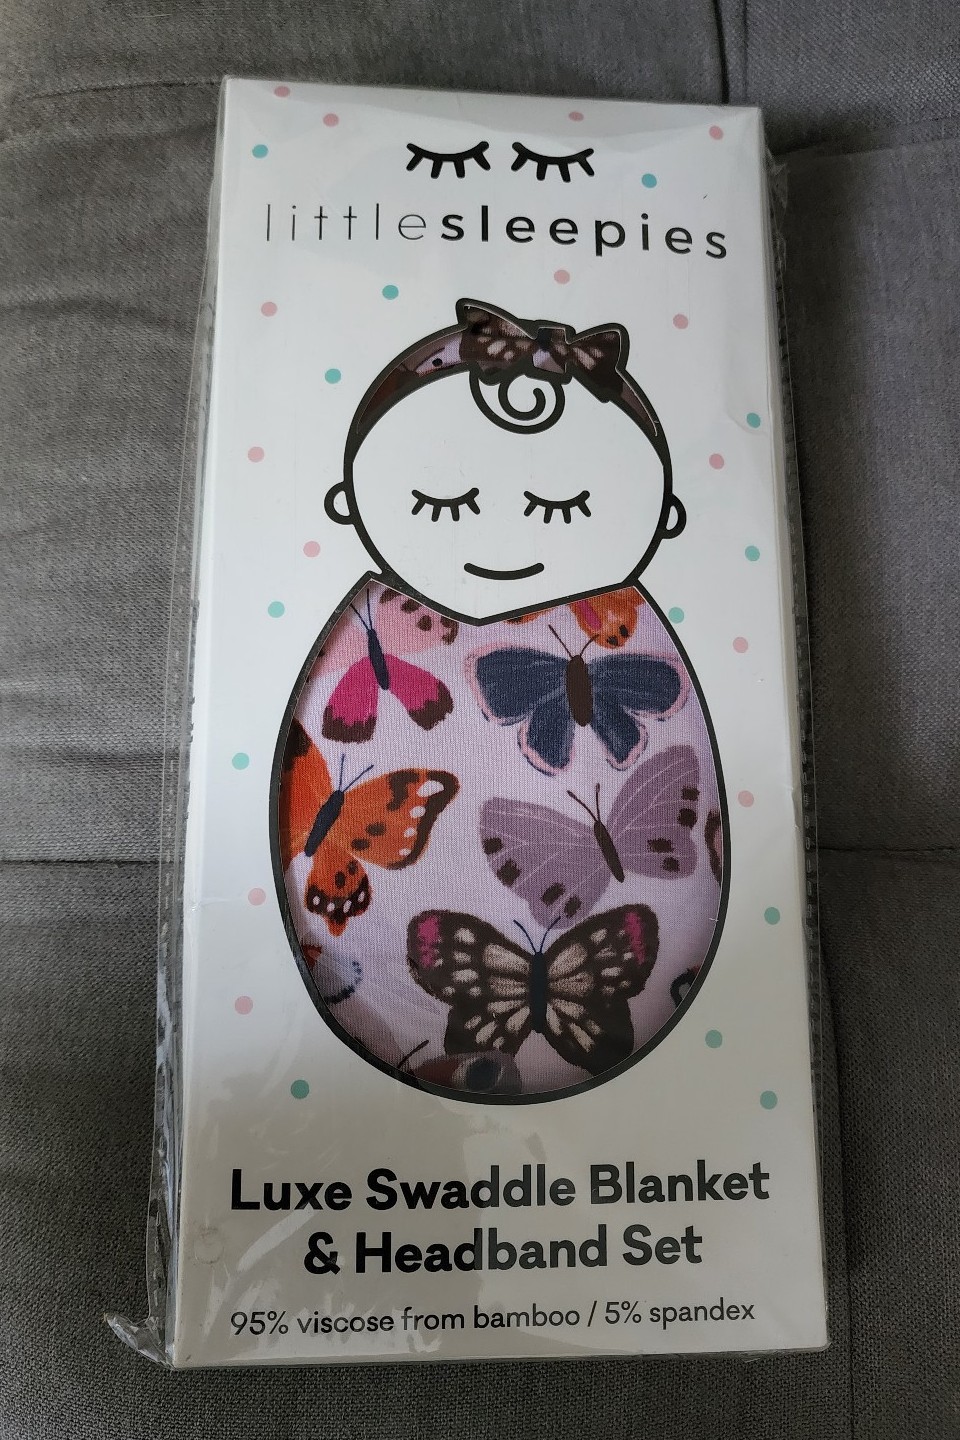 littlesleepies
Luxe Swaddle Blanket
& Headband Set
95% viscose from bamboo / 5% spandex